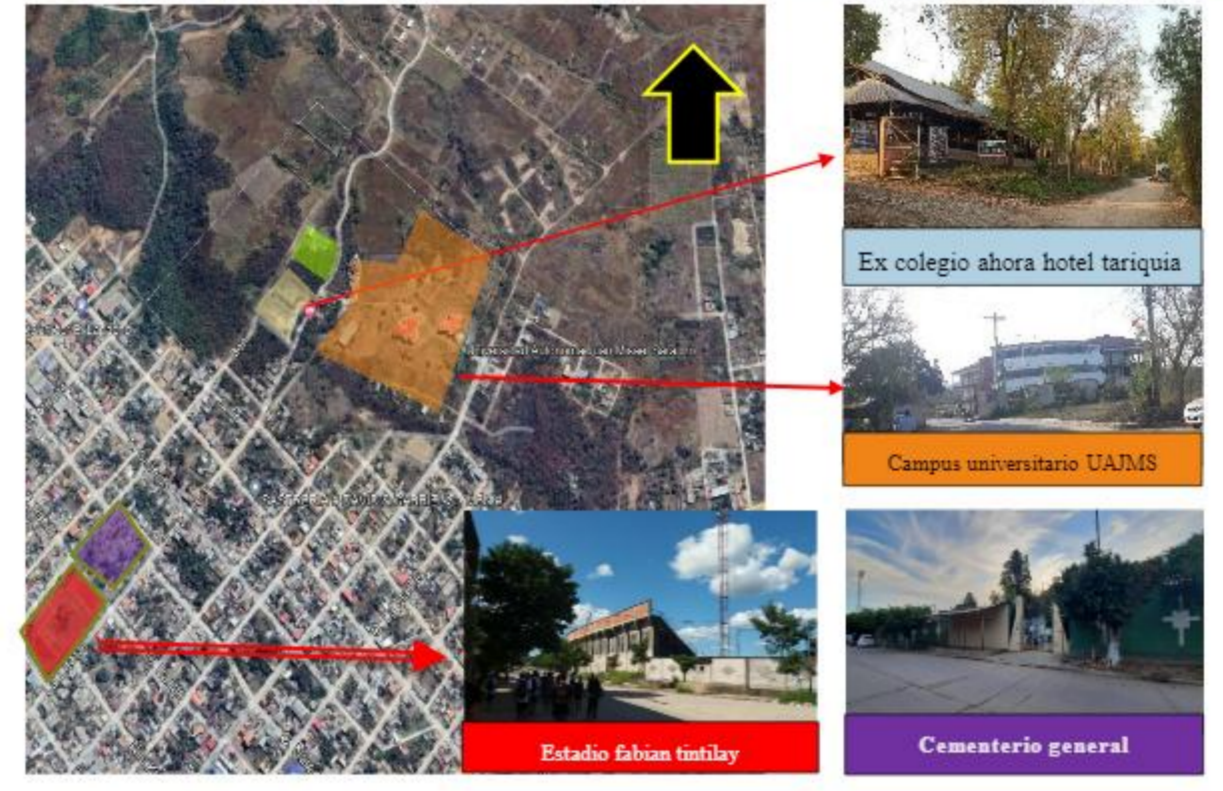 Ex colegio ahora hotel tariquia
Campus universitario UAJMS
Estadio fabian tintilay
Cementerio general